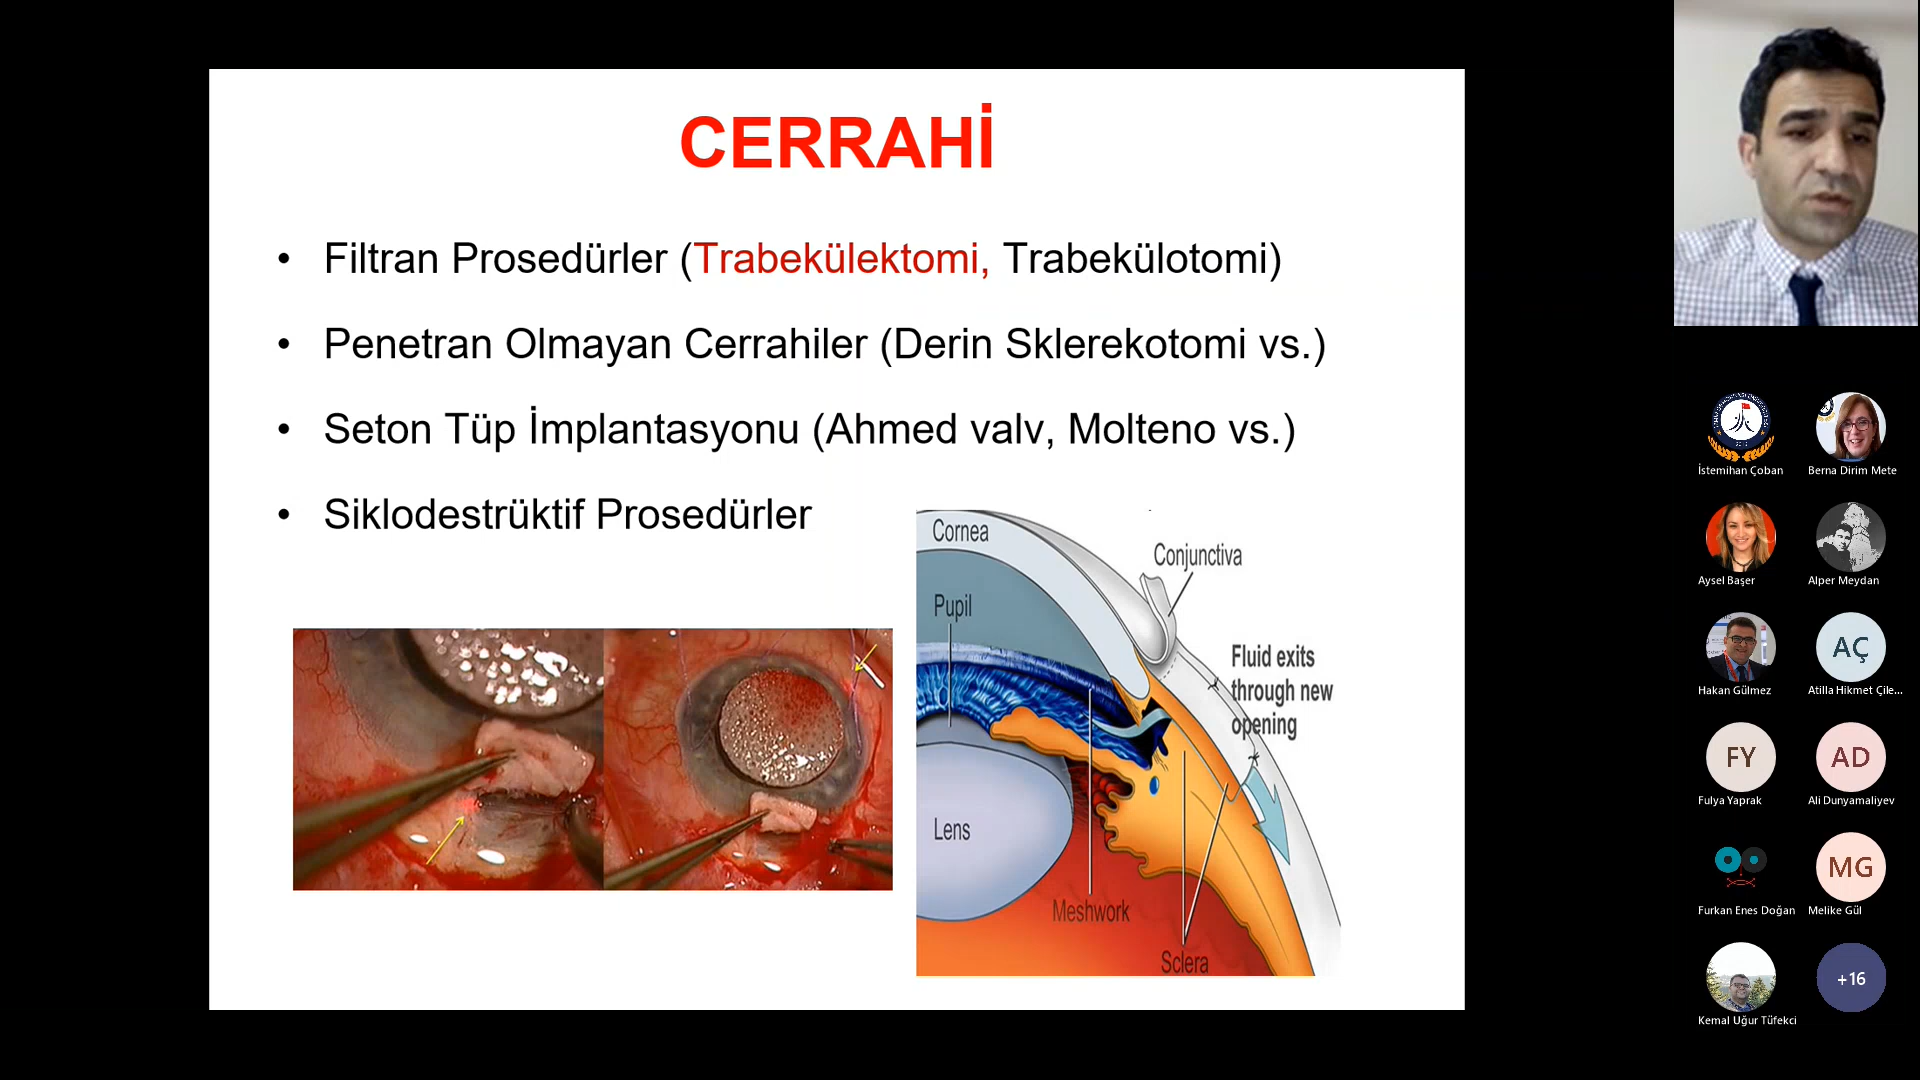 CERRAHİ
• Filtran Prosedürler (Trabekülektomi, Trabekülotomi)
• Penetran Olmayan Cerrahiler (Derin Sklerekotomi vs.)
• Seton Tüp İmplantasyonu (Ahmed valv, Molteno vs.)
• Siklodestrüktif Prosedürler
Cornea
Conjunctiva
Pupil
Fluid exits
through new
opening
Lens
Meshwork
Sclera
İstemihan Çoban
Berna Dirim Mete
Aysel Başer
Alper Meydan
AÇ
Hakan Gülmez
Atilla Hikmet Çile...
FY
AD
Fulya Yaprak
Ali Dunyamaliyev
MG
Furkan Enes Doğan
Melike Gül
+16
Kemal Uğur Tüfekci